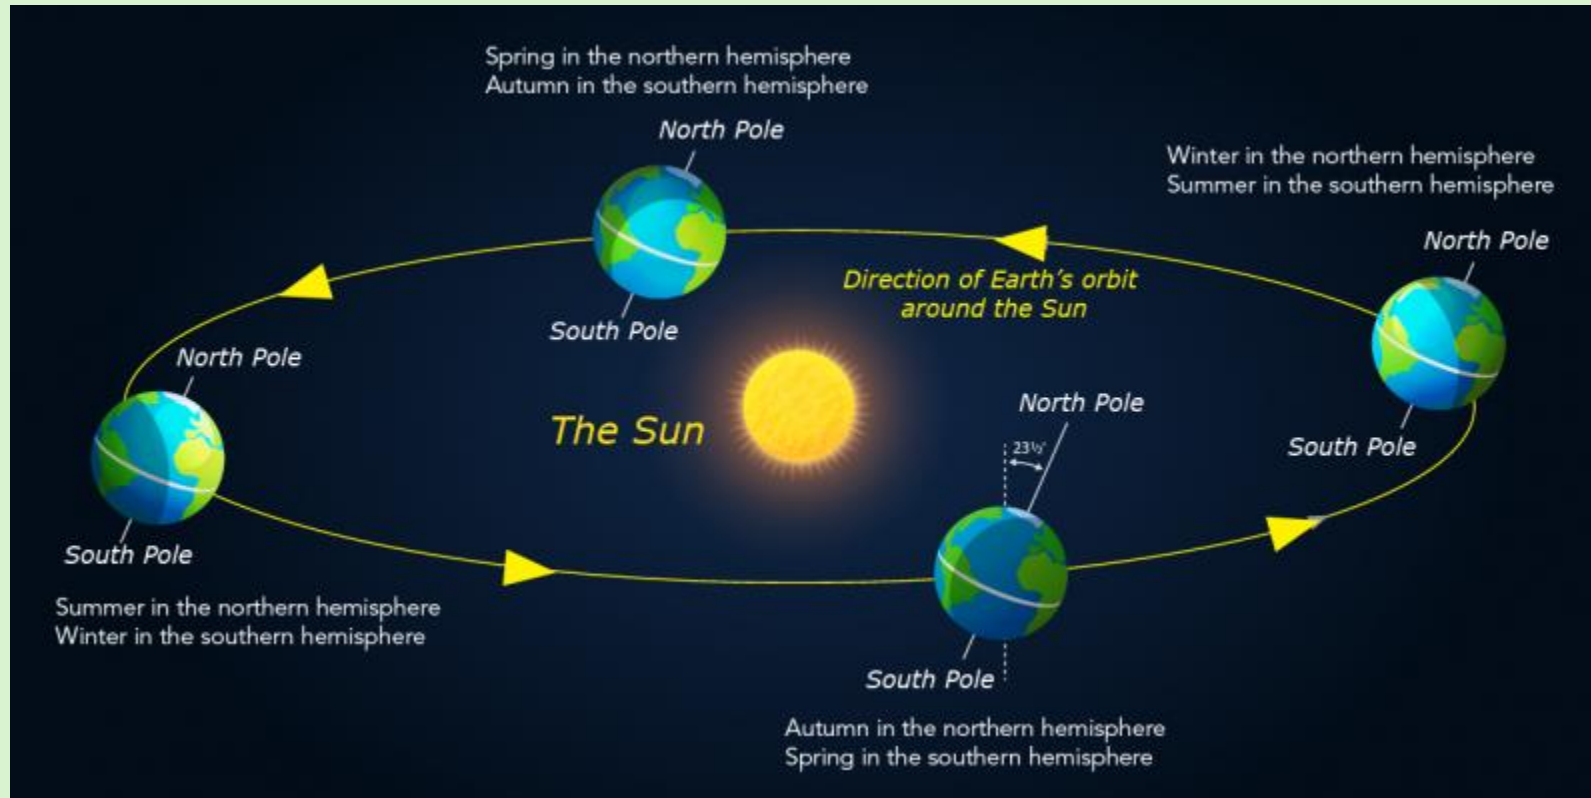 Spring in the northern hemisphere
Autumn in the southern hemisphere
North Pole
South Pole
Winter in the northern hemisphere
Summer in the southern hemisphere
North Pole
South Pole
Direction of Earth's orbit
around the Sun
North Pole
South Pole
Summer in the northern hemisphere
Winter in the southern hemisphere
The Sun
North Pole
23½°
South Pole
Autumn in the northern hemisphere
Spring in the southern hemisphere